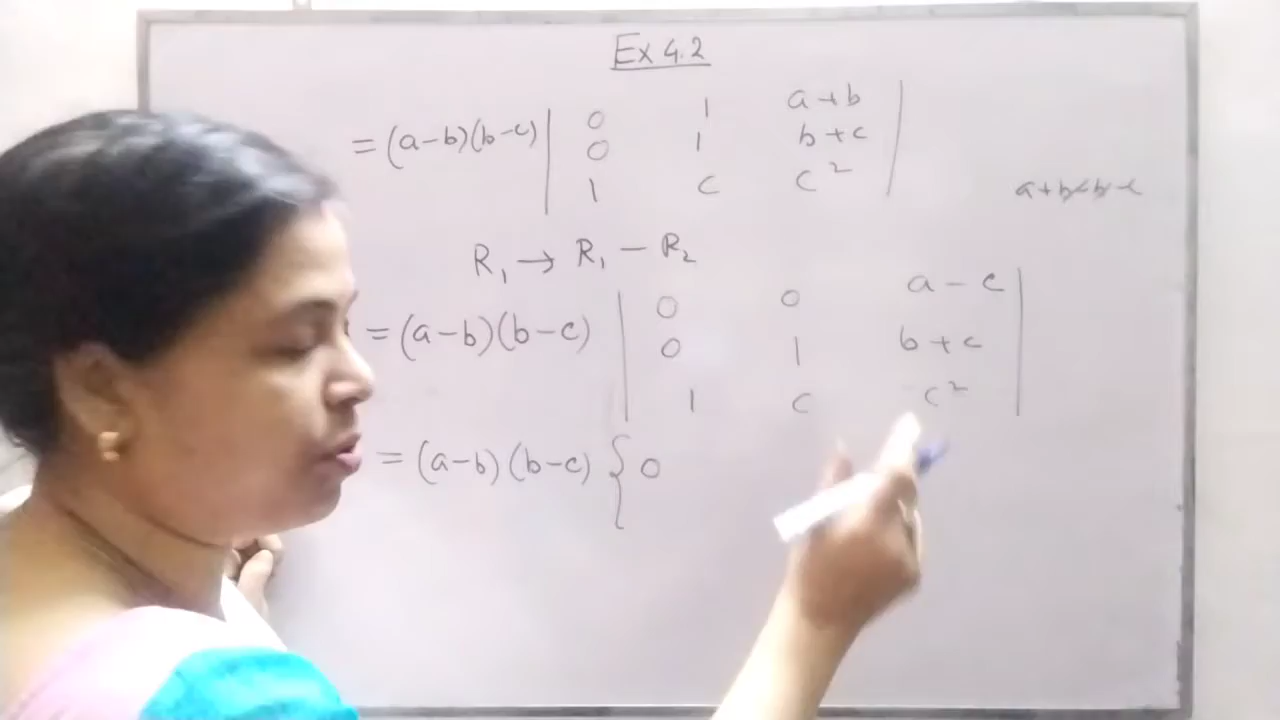 Ex 4.2
= (a-b)(b-c) | 0 1 a+b |
| 0 1 b+c |
| 1 c c² |
a+b-b-c
R₁ → R₁ - R₂
= (a-b)(b-c) | 0 0 a-c |
| 0 1 b+c |
| 1 c c² |
= (a-b)(b-c) { 0